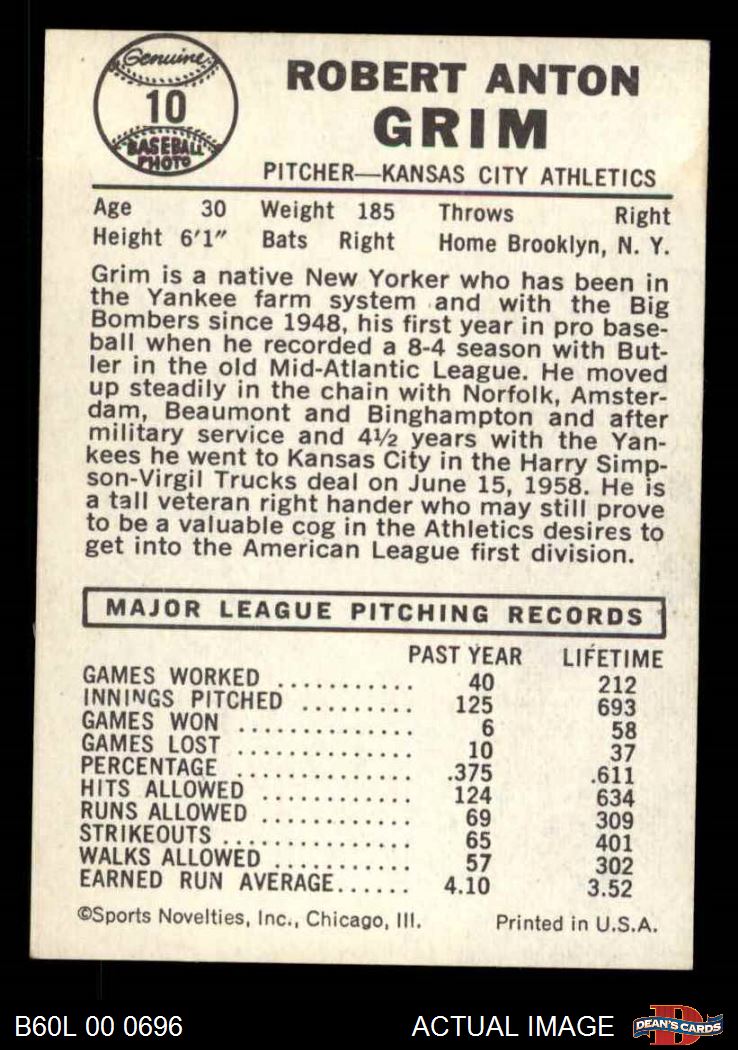 Genuine
10
BASEBALL
PHOTO
ROBERT ANTON
GRIM
PITCHER—KANSAS CITY ATHLETICS
Age 30 Weight 185 Throws Right
Height 6'1" Bats Right Home Brooklyn, N. Y.
Grim is a native New Yorker who has been in
the Yankee farm system and with the Big
Bombers since 1948, his first year in pro base-
ball when he recorded a 8-4 season with But-
ler in the old Mid-Atlantic League. He moved
up steadily in the chain with Norfolk, Amster-
dam, Beaumont and Binghampton and after
military service and 4½ years with the Yan-
kees he went to Kansas City in the Harry Simp-
son-Virgil Trucks deal on June 15, 1958. He is
a tall veteran right hander who may still prove
to be a valuable cog in the Athletics desires to
get into the American League first division.
MAJOR LEAGUE PITCHING RECORDS
PAST YEAR LIFETIME
GAMES WORKED ........... 40 212
INNINGS PITCHED ......... 125 693
GAMES WON .............. 6 58
GAMES LOST .............. 10 37
PERCENTAGE .............. .375 .611
HITS ALLOWED ............ 124 634
RUNS ALLOWED ............ 69 309
STRIKEOUTS ............... 65 401
WALKS ALLOWED ........... 57 302
EARNED RUN AVERAGE...... 4.10 3.52
©Sports Novelties, Inc., Chicago, Ill. Printed in U.S.A.
B60L 00 0696 ACTUAL IMAGE DEAN'S CARDS